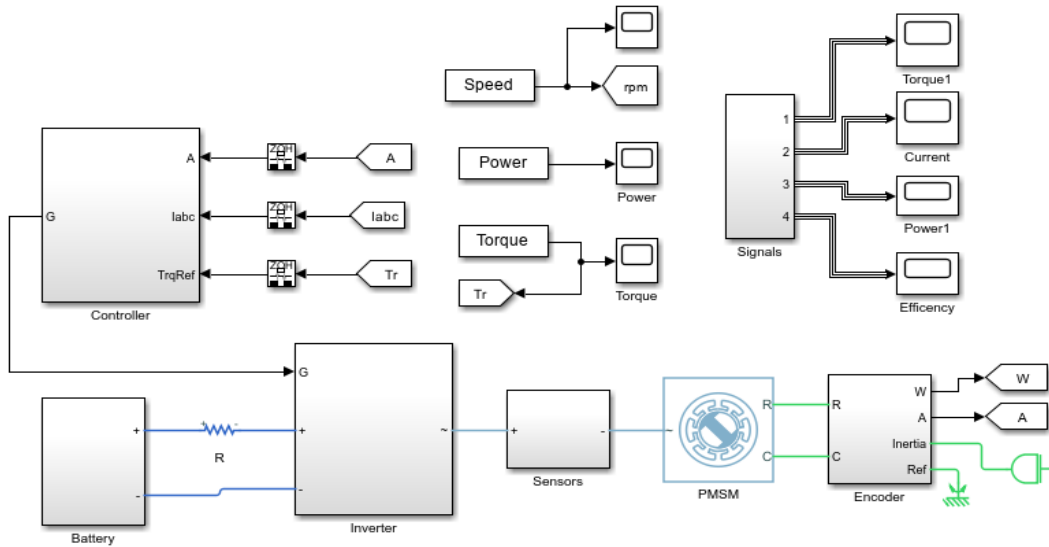 Speed
rpm
Torque1
A
ZOH
A
Power
Power
1
2
3
4
Signals
Current
G
Iabc
ZOH
Iabc
Power1
TrqRef
ZOH
Tr
Torque
Tr
Torque
Efficency
Controller
G
+
+
-
R
+
-
+
~
-
Inverter
Battery
+
-
Sensors
~
R
C
PMSM
R
C
W
A
Inertia
Ref
Encoder
W
A